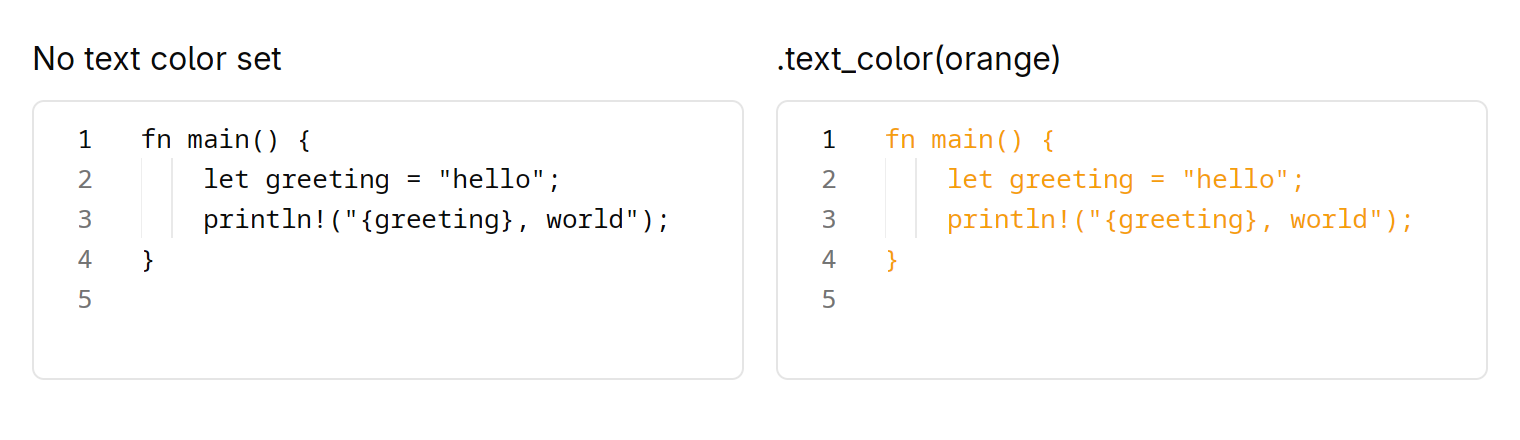 No text color set
1 fn main() {
2     let greeting = "hello";
3     println!("{greeting}, world");
4 }
5
.text_color(orange)
1 fn main() {
2     let greeting = "hello";
3     println!("{greeting}, world");
4 }
5